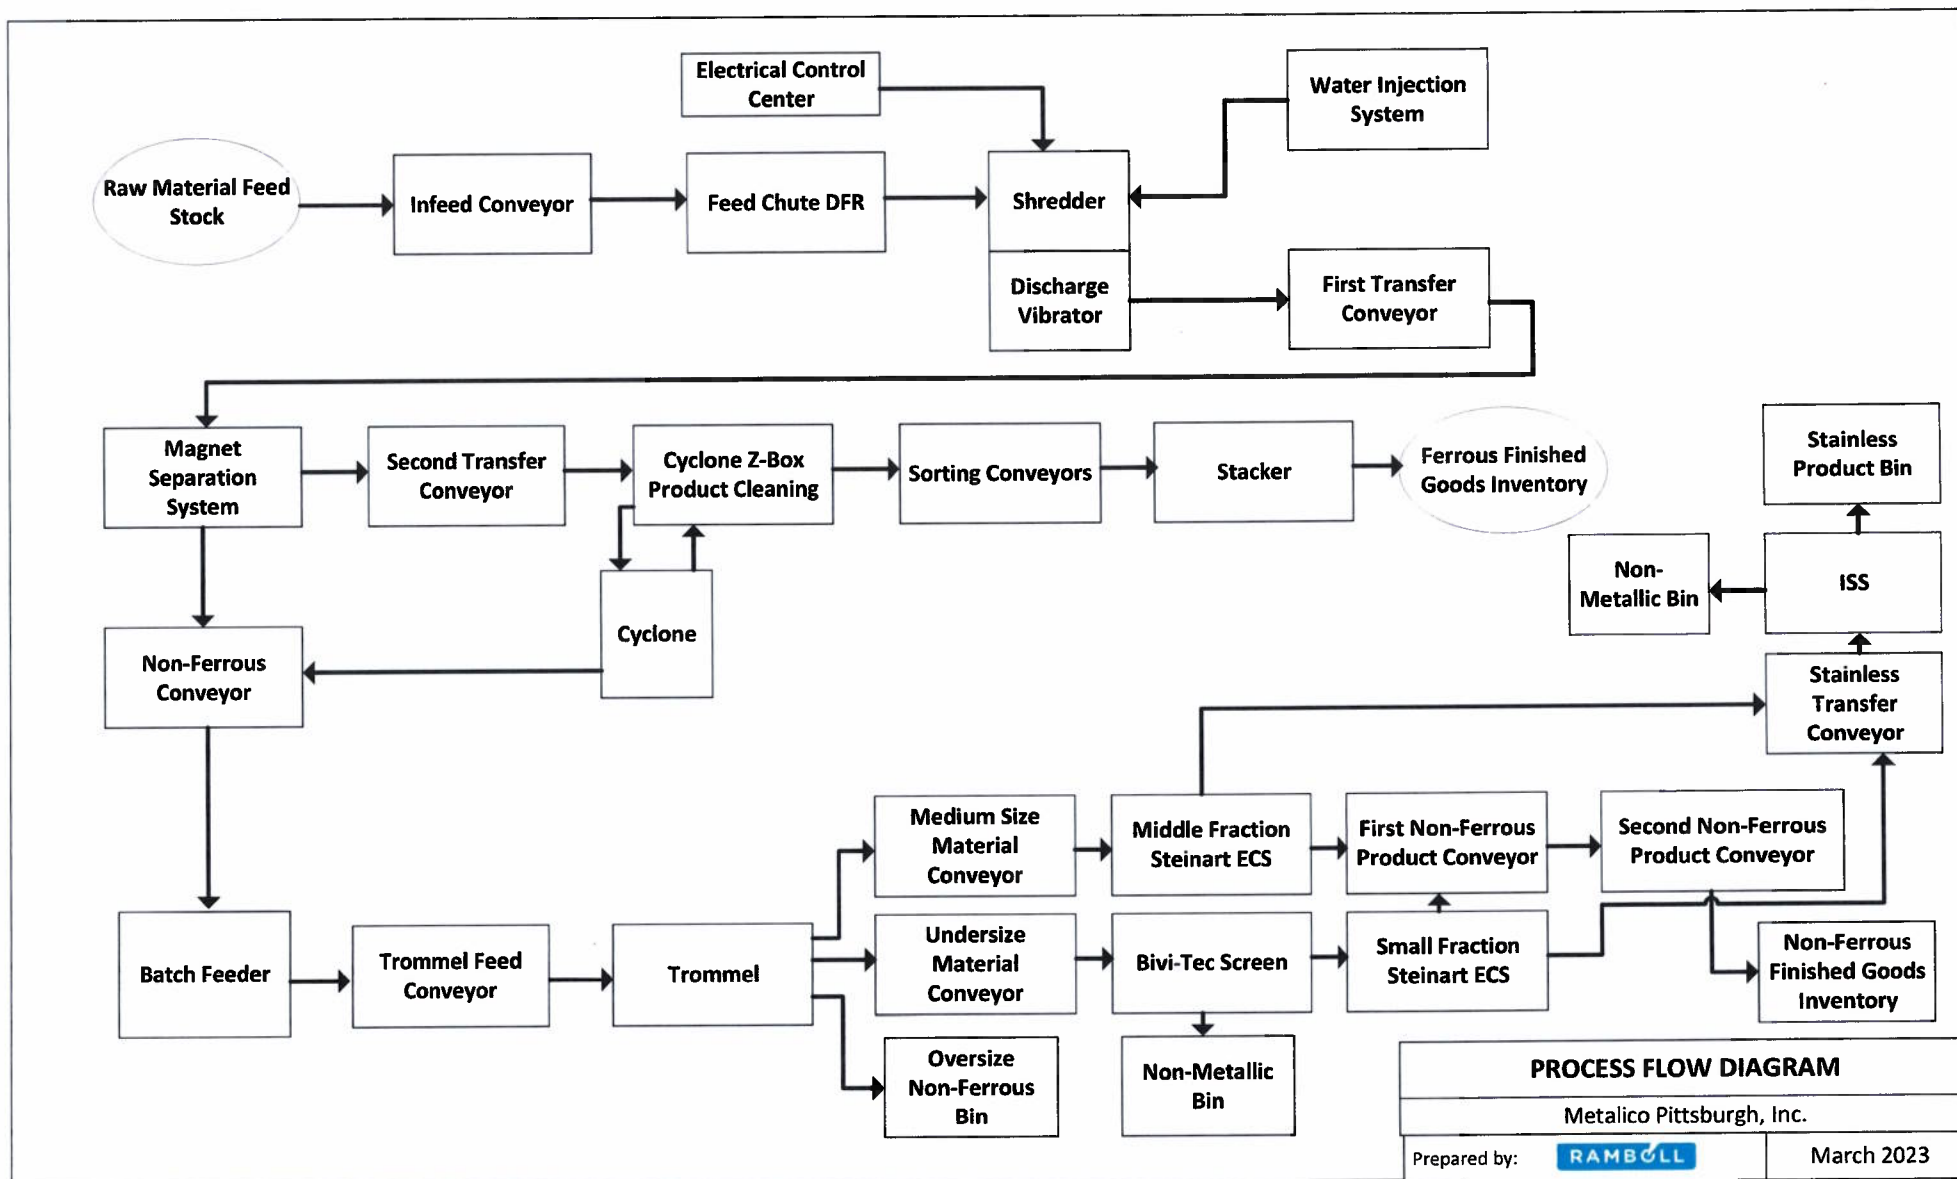 Electrical Control
Center
Water Injection
System
Raw Material Feed
Stock
Infeed Conveyor
Feed Chute DFR
Shredder
Discharge
Vibrator
First Transfer
Conveyor
Magnet
Separation
System
Second Transfer
Conveyor
Cyclone Z-Box
Product Cleaning
Sorting Conveyors
Stacker
Ferrous Finished
Goods Inventory
Stainless
Product Bin
Non-
Metallic Bin
ISS
Cyclone
Non-Ferrous
Conveyor
Stainless
Transfer
Conveyor
Medium Size
Material
Conveyor
Middle Fraction
Steinart ECS
First Non-Ferrous
Product Conveyor
Second Non-Ferrous
Product Conveyor
Batch Feeder
Trommel Feed
Conveyor
Trommel
Undersize
Material
Conveyor
Bivi-Tec Screen
Small Fraction
Steinart ECS
Non-Ferrous
Finished Goods
Inventory
Oversize
Non-Ferrous
Bin
Non-Metallic
Bin
PROCESS FLOW DIAGRAM
Metalico Pittsburgh, Inc.
Prepared by:
RAMBOLL
March 2023